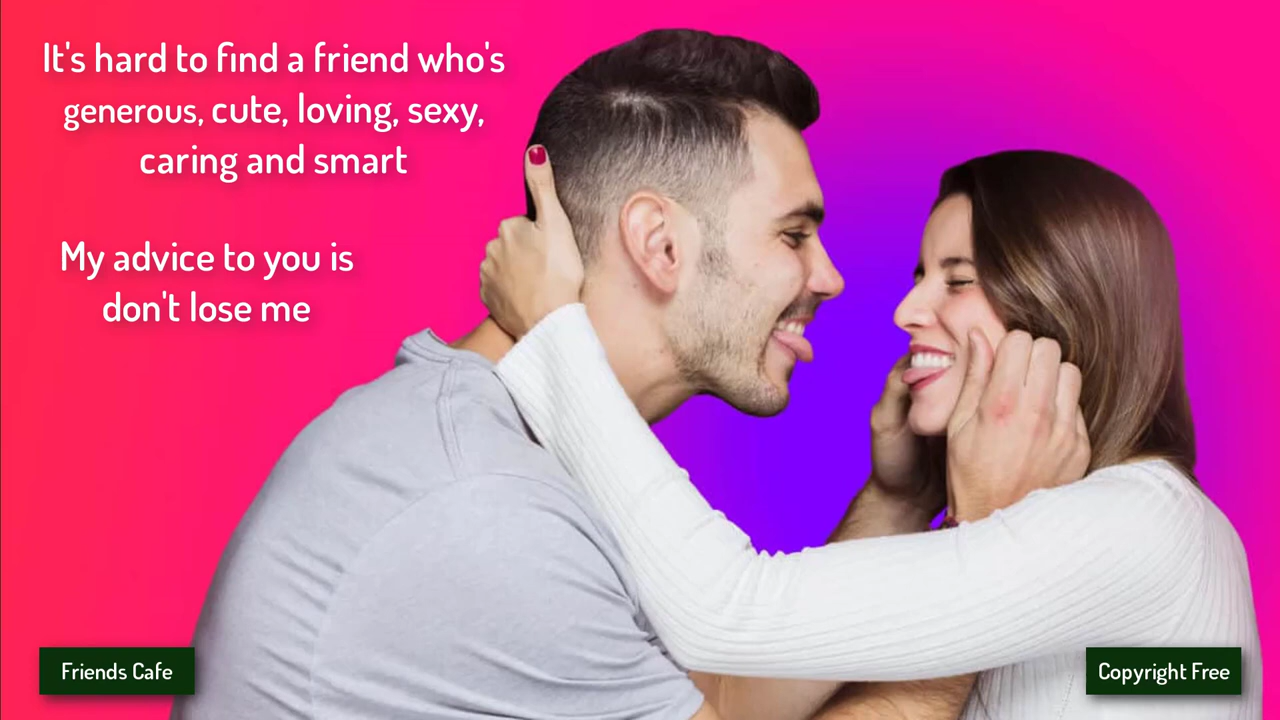 It's hard to find a friend who's
generous, cute, loving, sexy,
caring and smart
My advice to you is
don't lose me
Friends Cafe
Copyright Free